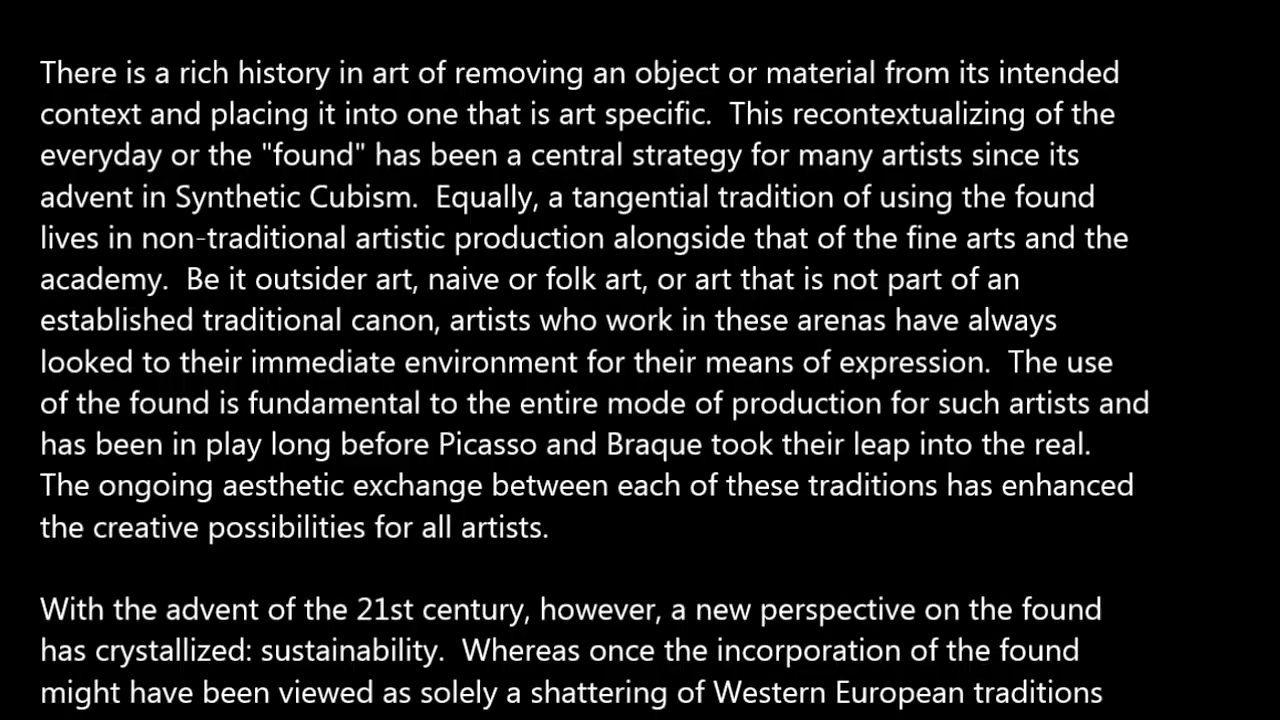 There is a rich history in art of removing an object or material from its intended
context and placing it into one that is art specific.  This recontextualizing of the
everyday or the "found" has been a central strategy for many artists since its
advent in Synthetic Cubism.  Equally, a tangential tradition of using the found
lives in non-traditional artistic production alongside that of the fine arts and the
academy.  Be it outsider art, naive or folk art, or art that is not part of an
established traditional canon, artists who work in these arenas have always
looked to their immediate environment for their means of expression.  The use
of the found is fundamental to the entire mode of production for such artists and
has been in play long before Picasso and Braque took their leap into the real.
The ongoing aesthetic exchange between each of these traditions has enhanced
the creative possibilities for all artists.
With the advent of the 21st century, however, a new perspective on the found
has crystallized: sustainability.  Whereas once the incorporation of the found
might have been viewed as solely a shattering of Western European traditions